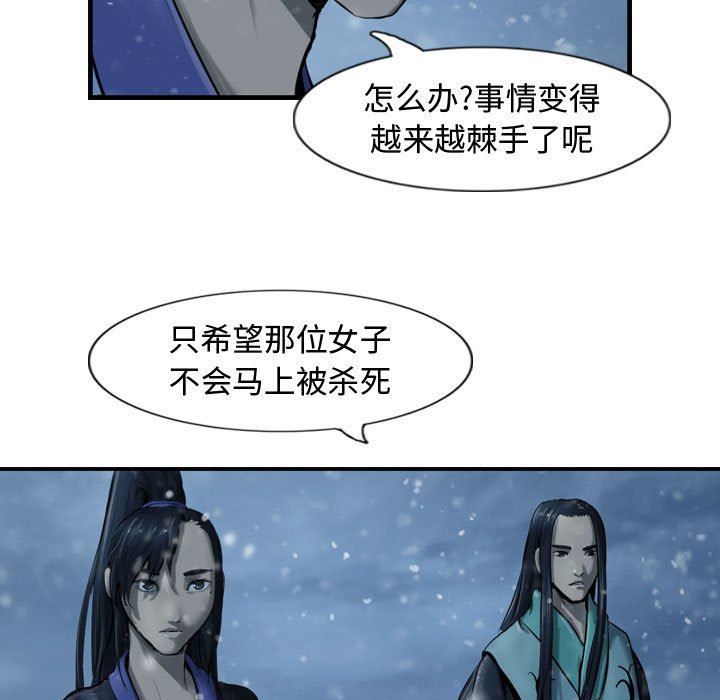 怎么办?事情变得
越来越棘手了呢
只希望那位女子
不会马上被杀死